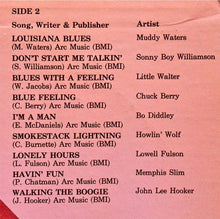 SIDE 2
Song, Writer & Publisher Artist
LOUISIANA BLUES Muddy Waters
(M. Waters) Arc Music (BMI)
DON'T START ME TALKIN' Sonny Boy Williamson
(S. Williamson) Arc Music (BMI)
BLUES WITH A FEELING Little Walter
(W. Jacobs) Arc Music (BMI)
BLUE FEELING Chuck Berry
(C. Berry) Arc Music (BMI)
I'M A MAN Bo Diddley
(E. McDaniels) Arc Music (BMI)
SMOKESTACK LIGHTNING Howlin' Wolf
(C. Burnette) Arc Music (BMI)
LONELY HOURS Lowell Fulson
(L. Fulson) Arc Music (BMI)
HAVIN' FUN Memphis Slim
(P. Chatman) Arc Music (BMI)
WALKING THE BOOGIE John Lee Hooker
(J. Hooker) Arc Music (BMI)